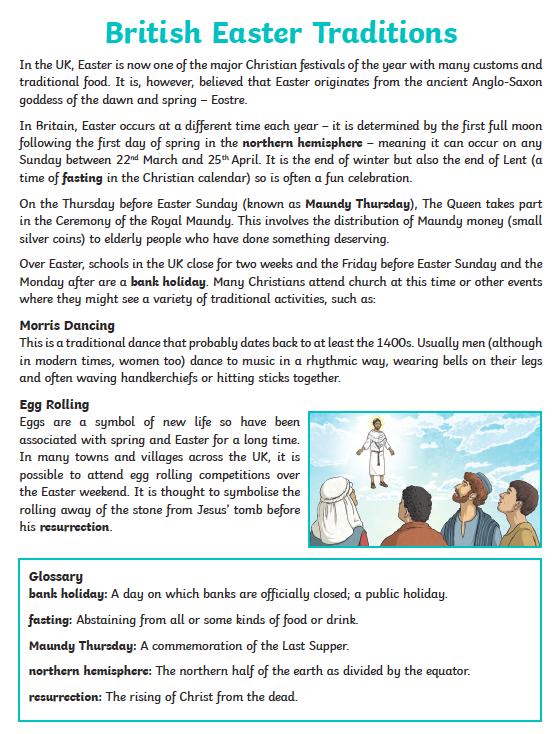 British Easter Traditions
In the UK, Easter is now one of the major Christian festivals of the year with many customs and
traditional food. It is, however, believed that Easter originates from the ancient Anglo-Saxon
goddess of the dawn and spring – Eostre.
In Britain, Easter occurs at a different time each year – it is determined by the first full moon
following the first day of spring in the northern hemisphere – meaning it can occur on any
Sunday between 22nd March and 25th April. It is the end of winter but also the end of Lent (a
time of fasting in the Christian calendar) so is often a fun celebration.
On the Thursday before Easter Sunday (known as Maundy Thursday), The Queen takes part
in the Ceremony of the Royal Maundy. This involves the distribution of Maundy money (small
silver coins) to elderly people who have done something deserving.
Over Easter, schools in the UK close for two weeks and the Friday before Easter Sunday and the
Monday after are a bank holiday. Many Christians attend church at this time or other events
where they might see a variety of traditional activities, such as:
Morris Dancing
This is a traditional dance that probably dates back to at least the 1400s. Usually men (although
in modern times, women too) dance to music in a rhythmic way, wearing bells on their legs
and often waving handkerchiefs or hitting sticks together.
Egg Rolling
Eggs are a symbol of new life so have been
associated with spring and Easter for a long time.
In many towns and villages across the UK, it is
possible to attend egg rolling competitions over
the Easter weekend. It is thought to symbolise the
rolling away of the stone from Jesus' tomb before
his resurrection.
Glossary
bank holiday: A day on which banks are officially closed; a public holiday.
fasting: Abstaining from all or some kinds of food or drink.
Maundy Thursday: A commemoration of the Last Supper.
northern hemisphere: The northern half of the earth as divided by the equator.
resurrection: The rising of Christ from the dead.